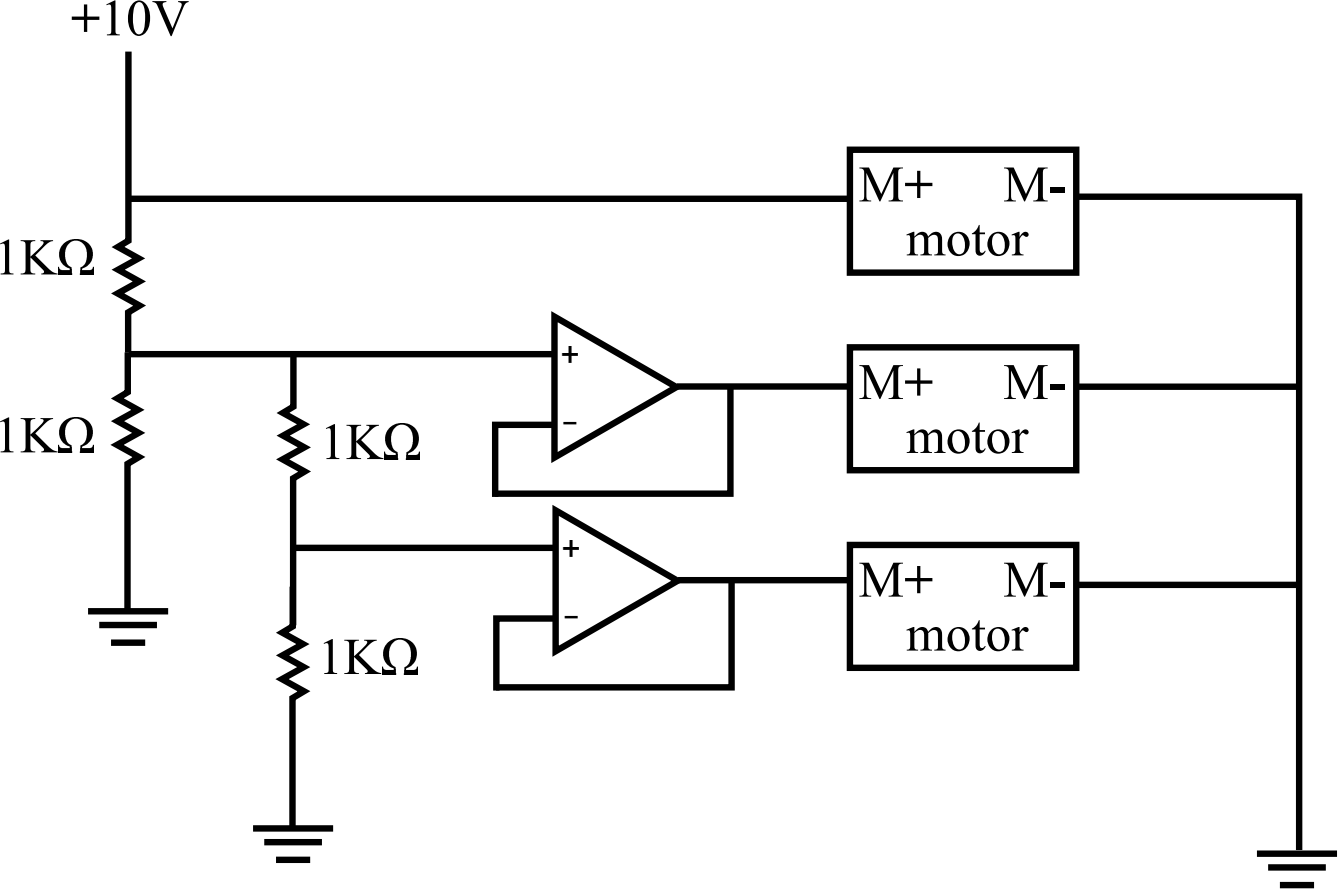 +10V
M+ M-
motor
1KΩ
+
-
M+ M-
motor
1KΩ
1KΩ
+
-
M+ M-
motor
1KΩ